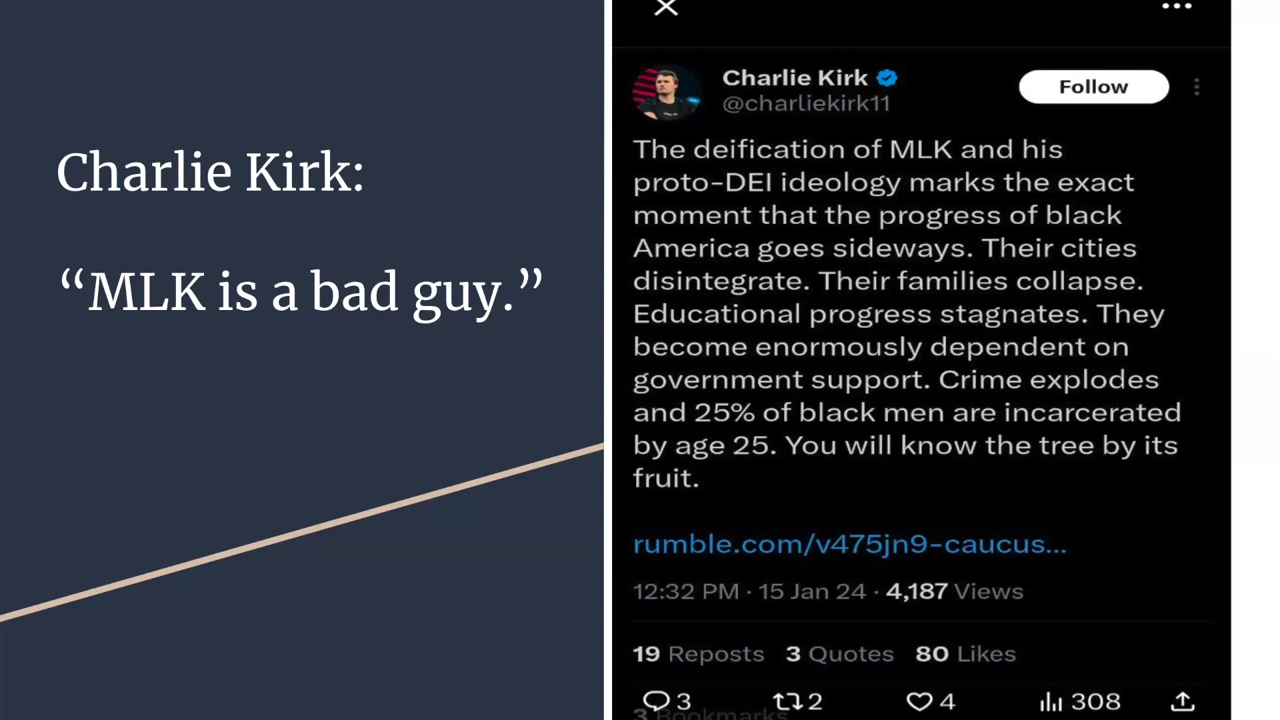 Charlie Kirk:
“MLK is a bad guy.”
Charlie Kirk
Follow
@charliekirk11
The deification of MLK and his
proto-DEI ideology marks the exact
moment that the progress of black
America goes sideways. Their cities
disintegrate. Their families collapse.
Educational progress stagnates. They
become enormously dependent on
government support. Crime explodes
and 25% of black men are incarcerated
by age 25. You will know the tree by its
fruit.
rumble.com/v475jn9-caucus...
12:32 PM · 15 Jan 24 · 4,187 Views
19 Reposts 3 Quotes 80 Likes
3 2 4 308
3 Bookmarks